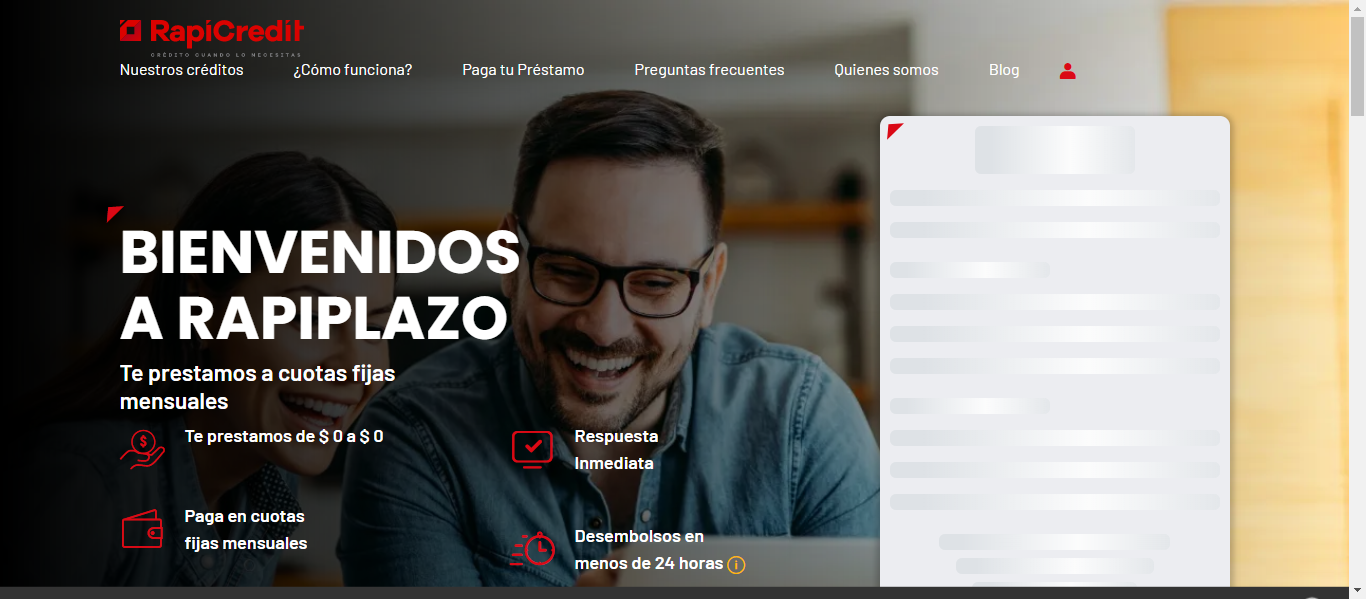 RapiCredit
CRÉDITO CUANDO LO NECESITAS
Nuestros créditos
¿Cómo funciona?
Paga tu Préstamo
Preguntas frecuentes
Quienes somos
Blog
BIENVENIDOS
A RAPIPLAZO
Te prestamos a cuotas fijas
mensuales
Te prestamos de $ 0 a $ 0
Respuesta
Inmediata
Paga en cuotas
fijas mensuales
Desembolsos en
menos de 24 horas